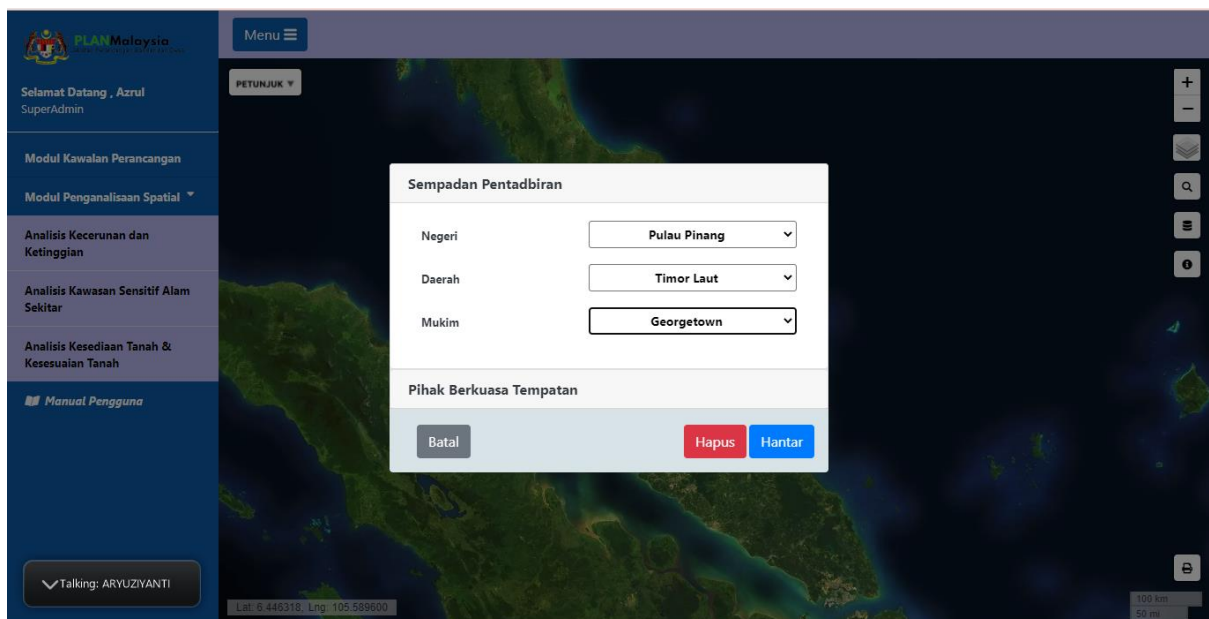 PLANMalaysia
Menu
Selamat Datang , Azrul
SuperAdmin
PETUNJUK
Modul Kawalan Perancangan
Modul Penganalisaan Spatial
Analisis Kecerunan dan
Ketinggian
Analisis Kawasan Sensitif Alam
Sekitar
Analisis Kesediaan Tanah &
Kesesuaian Tanah
Manual Pengguna
Talking: ARYUZIYANTI
Sempadan Pentadbiran
Negeri
Pulau Pinang
Daerah
Timor Laut
Mukim
Georgetown
Pihak Berkuasa Tempatan
Batal
Hapus
Hantar
+
−
Lat: 6.446318, Lng: 105.589600
100 km
50 mi